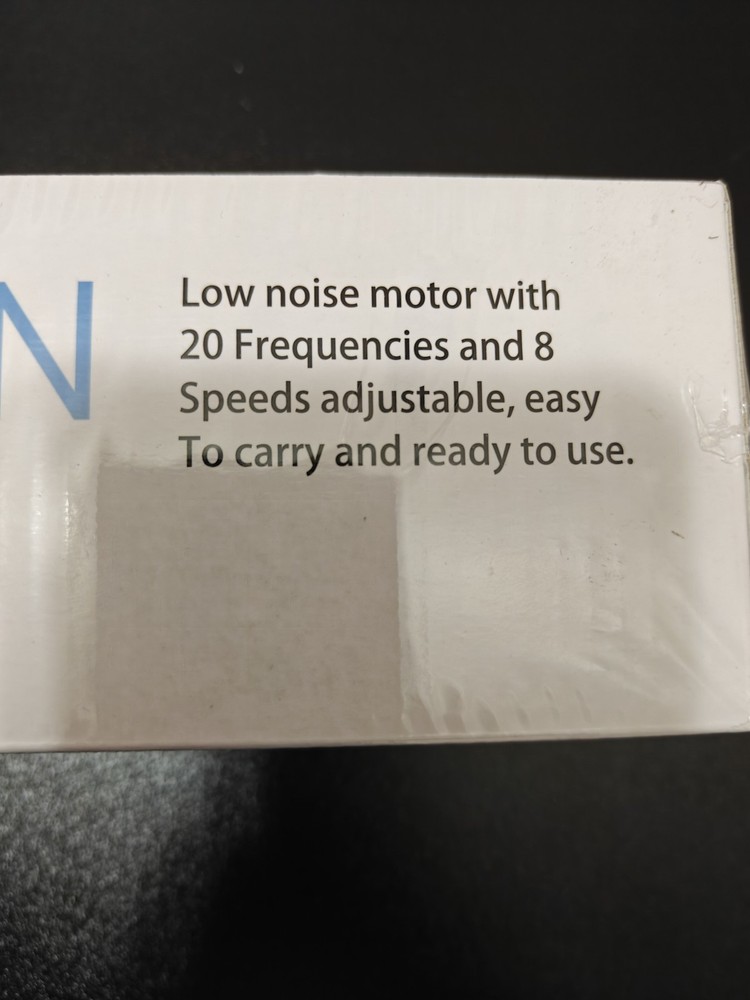 N
Low noise motor with
20 Frequencies and 8
Speeds adjustable, easy
To carry and ready to use.